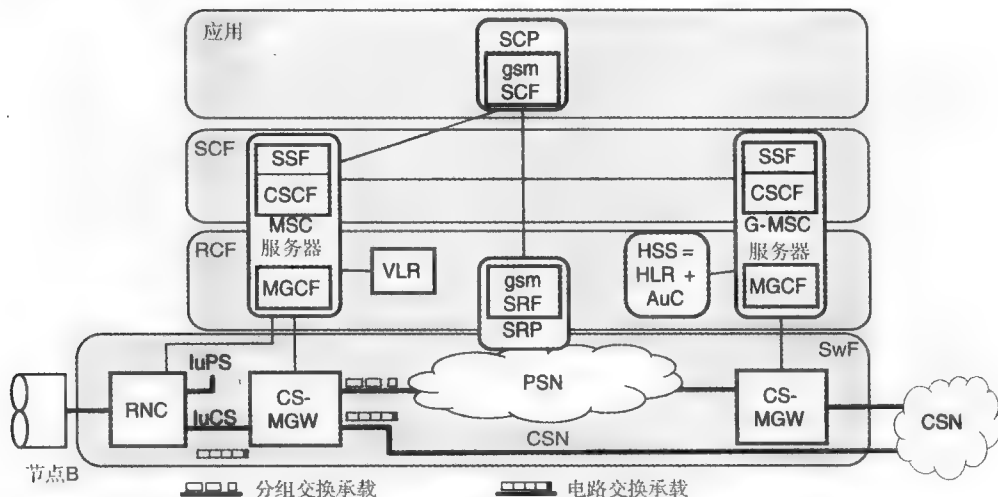 应用
SCP
gsm
SCF
SCF
SSF
CSCF
MSC
服务器
MGCF
SSF
CSCF
G-MSC
服务器
MGCF
RCF
VLR
HSS =
HLR +
AuC
gsm
SRF
SRP
SwF
IuPS
RNC
IuCS
CS-
MGW
PSN
CSN
CS-
MGW
CSN
节点B
分组交换承载
电路交换承载